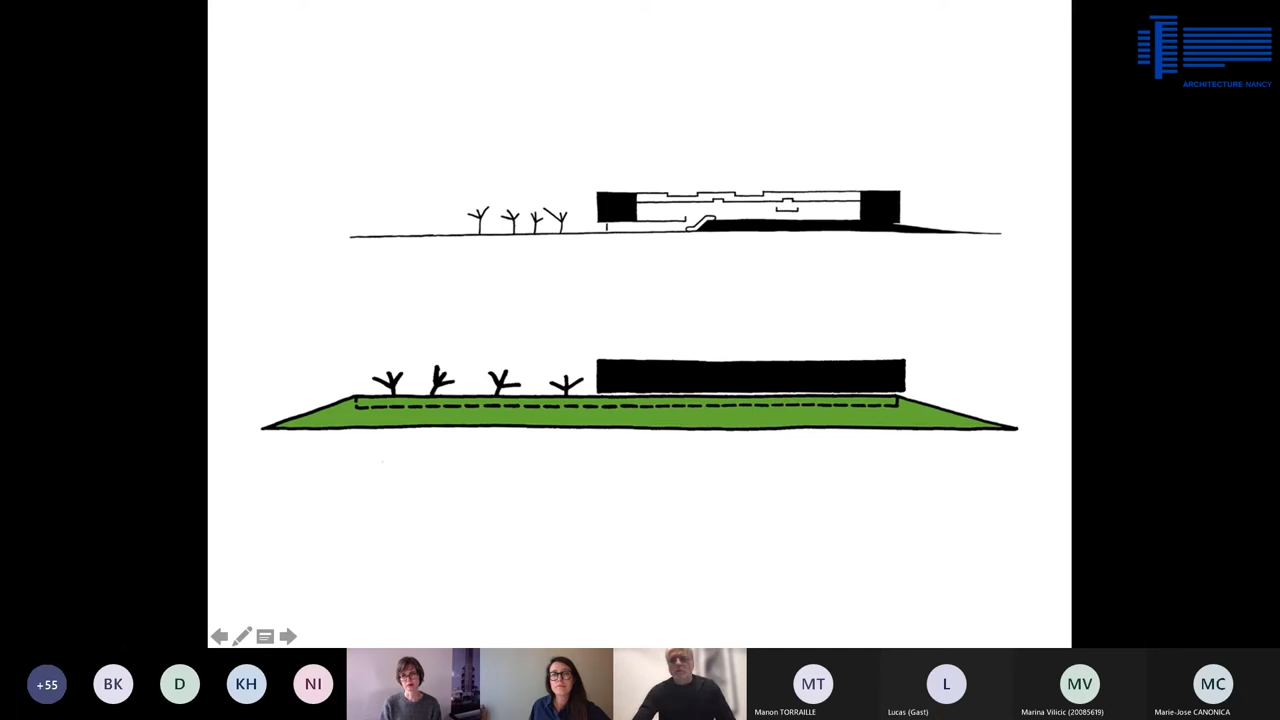 ARCHITECTURE NANCY
+55
BK
D
KH
NI
MT
L
MV
MC
Manon TORRAILLE
Lucas (Gast)
Marina Vilicic (20085619)
Marie-Jose CANONICA